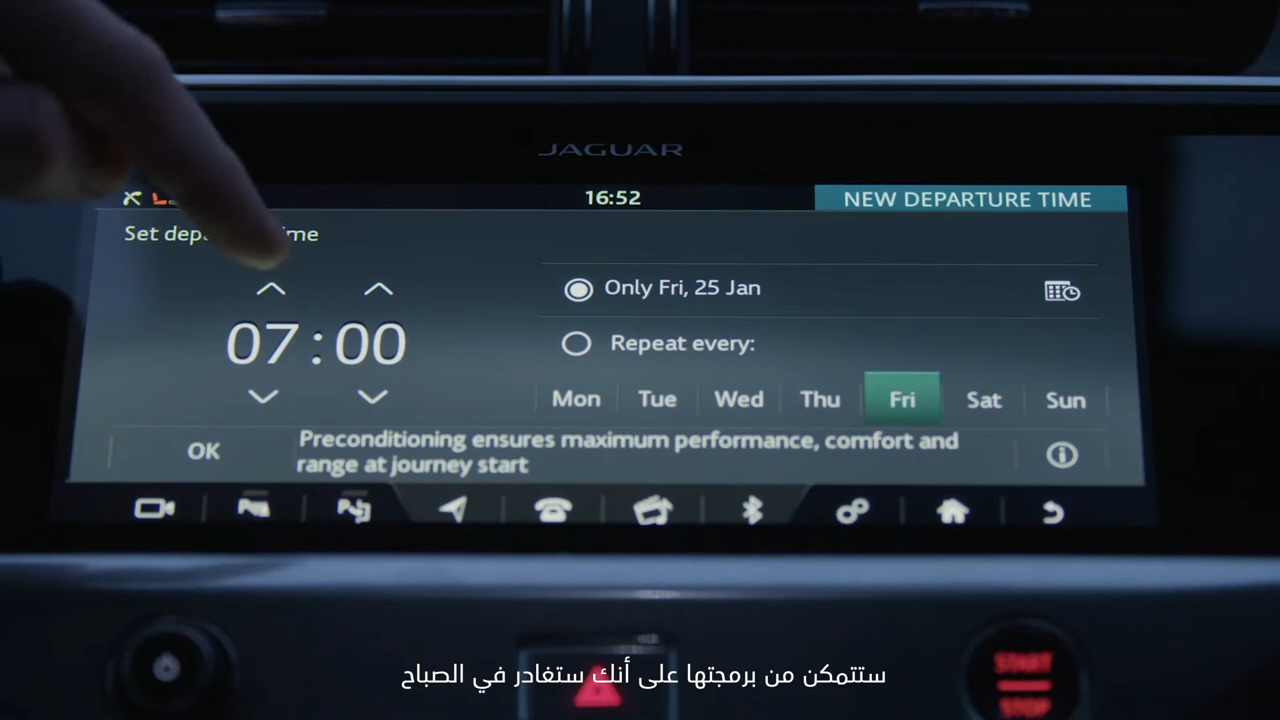 JAGUAR
16:52
NEW DEPARTURE TIME
Set
07:00
Only Fri, 25 Jan
Repeat every:
Mon Tue Wed Thu Fri Sat Sun
OK
Preconditioning ensures maximum performance, comfort and
range at journey start
START
STOP
ستتمكن من برمجتها على أنك ستغادر في الصباح